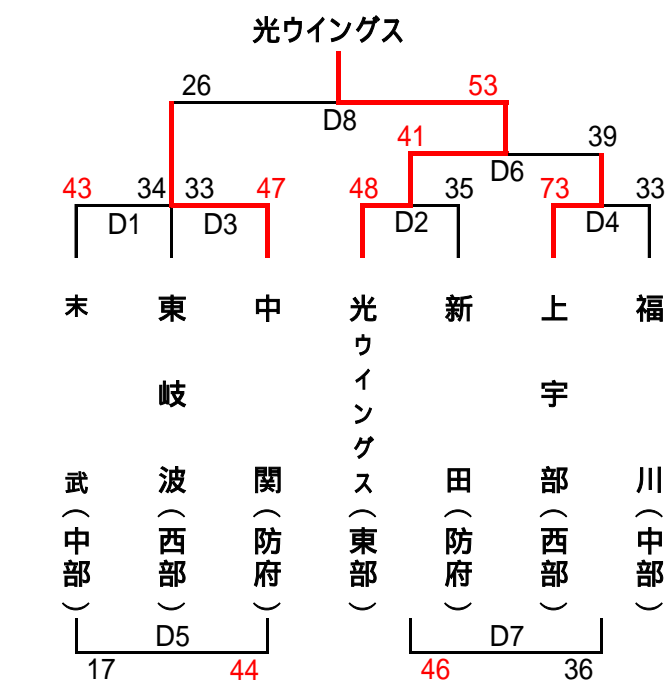 光ウイングス
26 53
D8
41 39
D6
43 34 33 47 48 35 73 33
D1 D3 D2 D4
末武（中部）
東岐波（西部）
中関（防府）
光ウイングス（東部）
新田（防府）
上宇部（西部）
福川（中部）
D5 D7
17 44 46 36